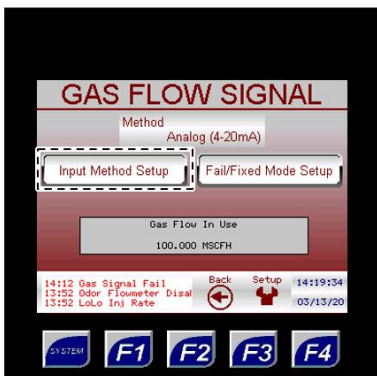 GAS FLOW SIGNAL
Method
Analog (4-20mA)
Input Method Setup
Fail/Fixed Mode Setup
Gas Flow In Use
100.000 MSCFH
14:12 Gas Signal Fail
13:52 Odor Flowmeter Disal
13:52 LoLo Inj Rate
Back
Setup
14:19:34
03/13/20
SYSTEM
F1
F2
F3
F4